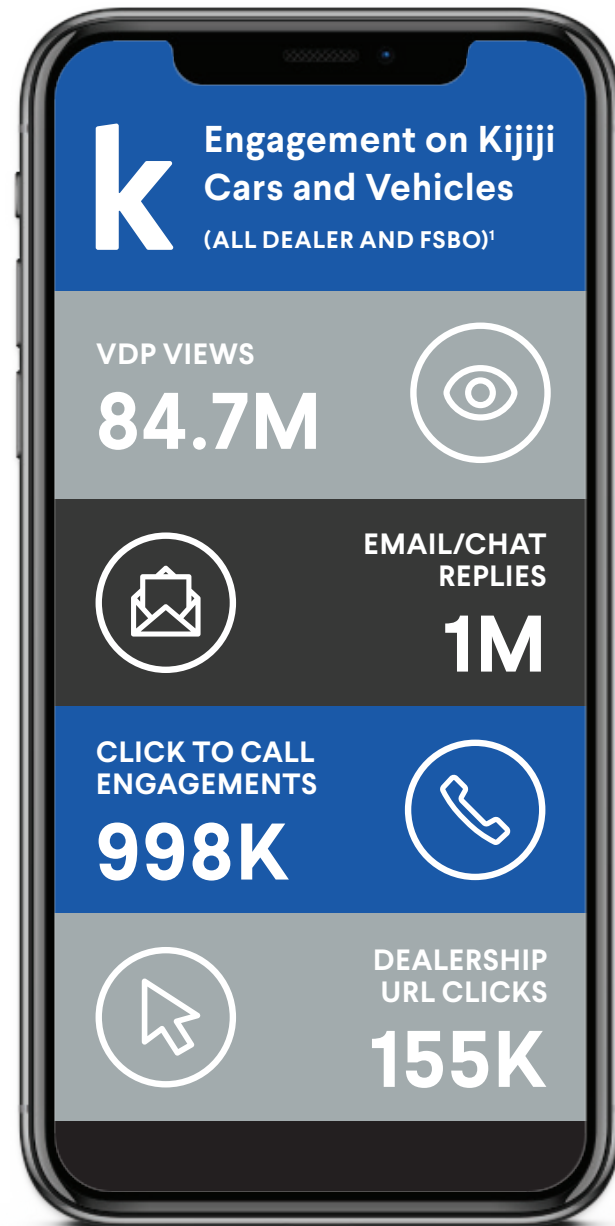 k
Engagement on Kijiji
Cars and Vehicles
(ALL DEALER AND FSBO)¹
VDP VIEWS
84.7M
EMAIL/CHAT
REPLIES
1M
CLICK TO CALL
ENGAGEMENTS
998K
DEALERSHIP
URL CLICKS
155K